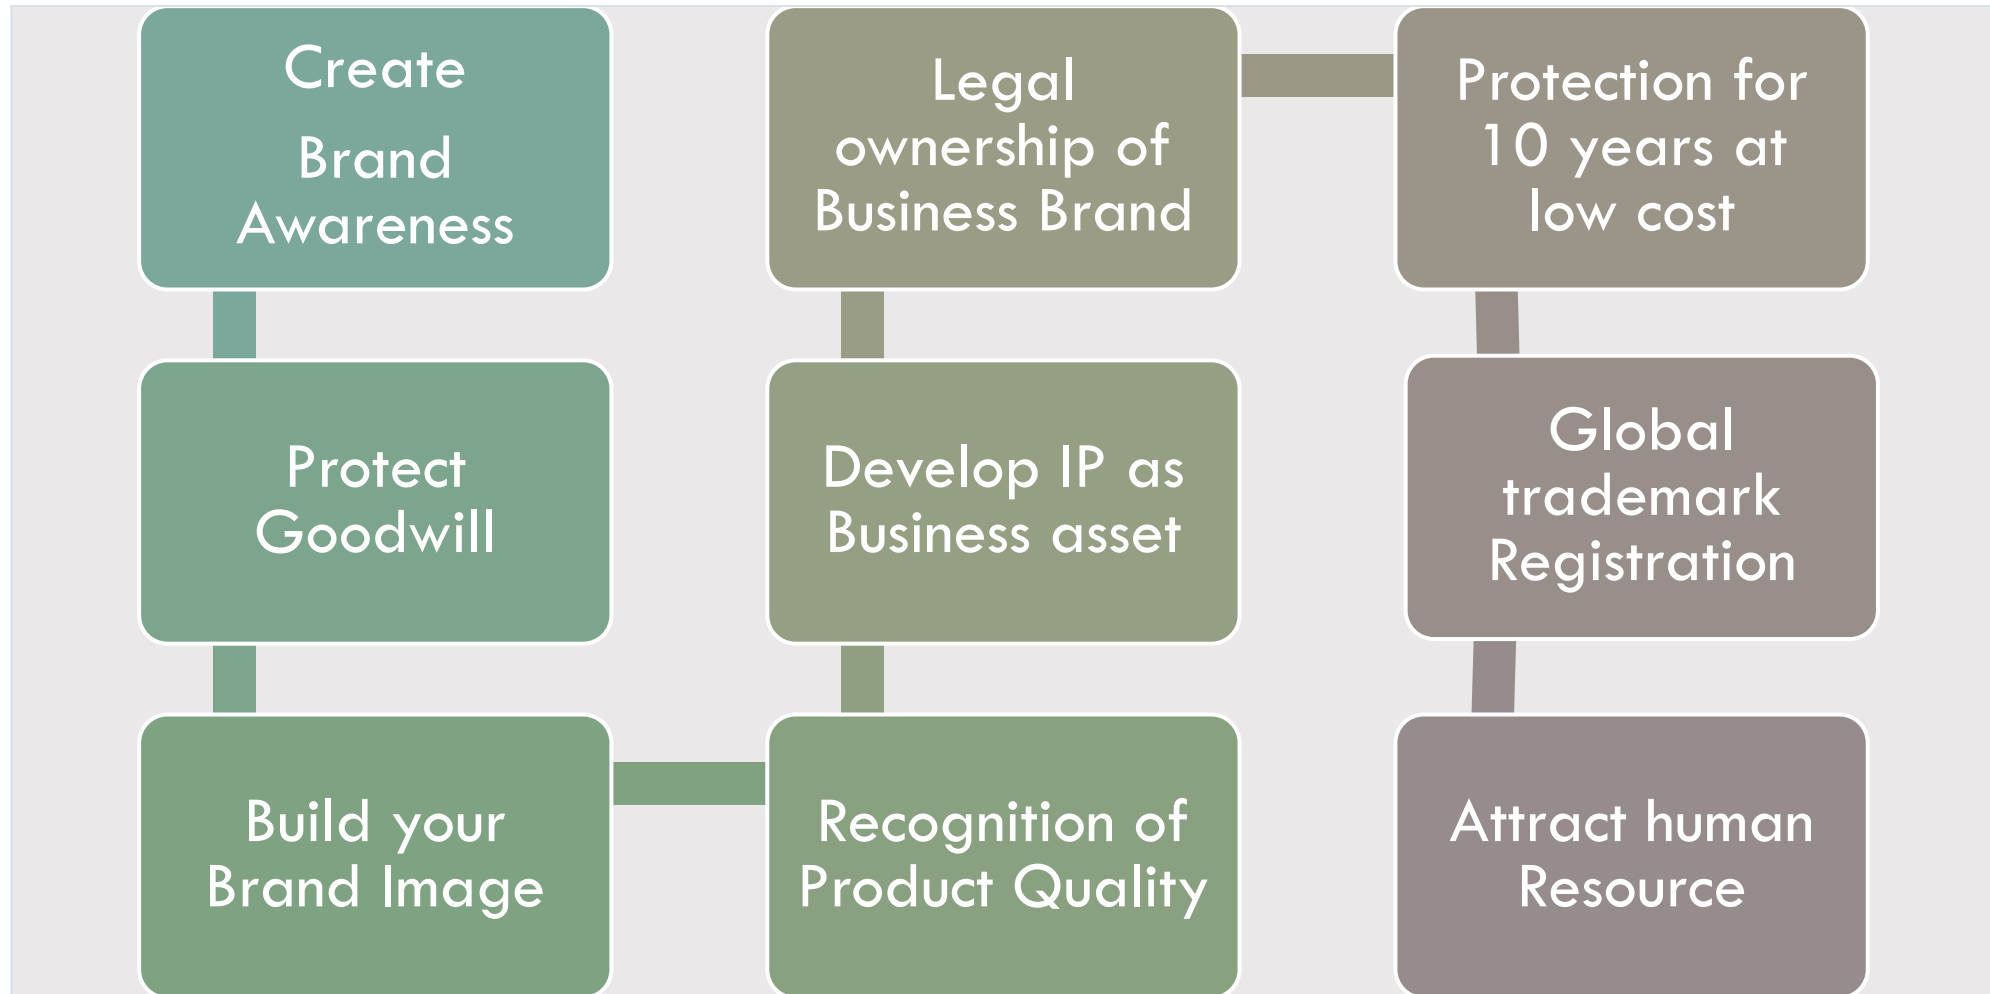 Create
Brand
Awareness
Protect
Goodwill
Build your
Brand Image
Recognition of
Product Quality
Develop IP as
Business asset
Legal
ownership of
Business Brand
Protection for
10 years at
low cost
Global
trademark
Registration
Attract human
Resource